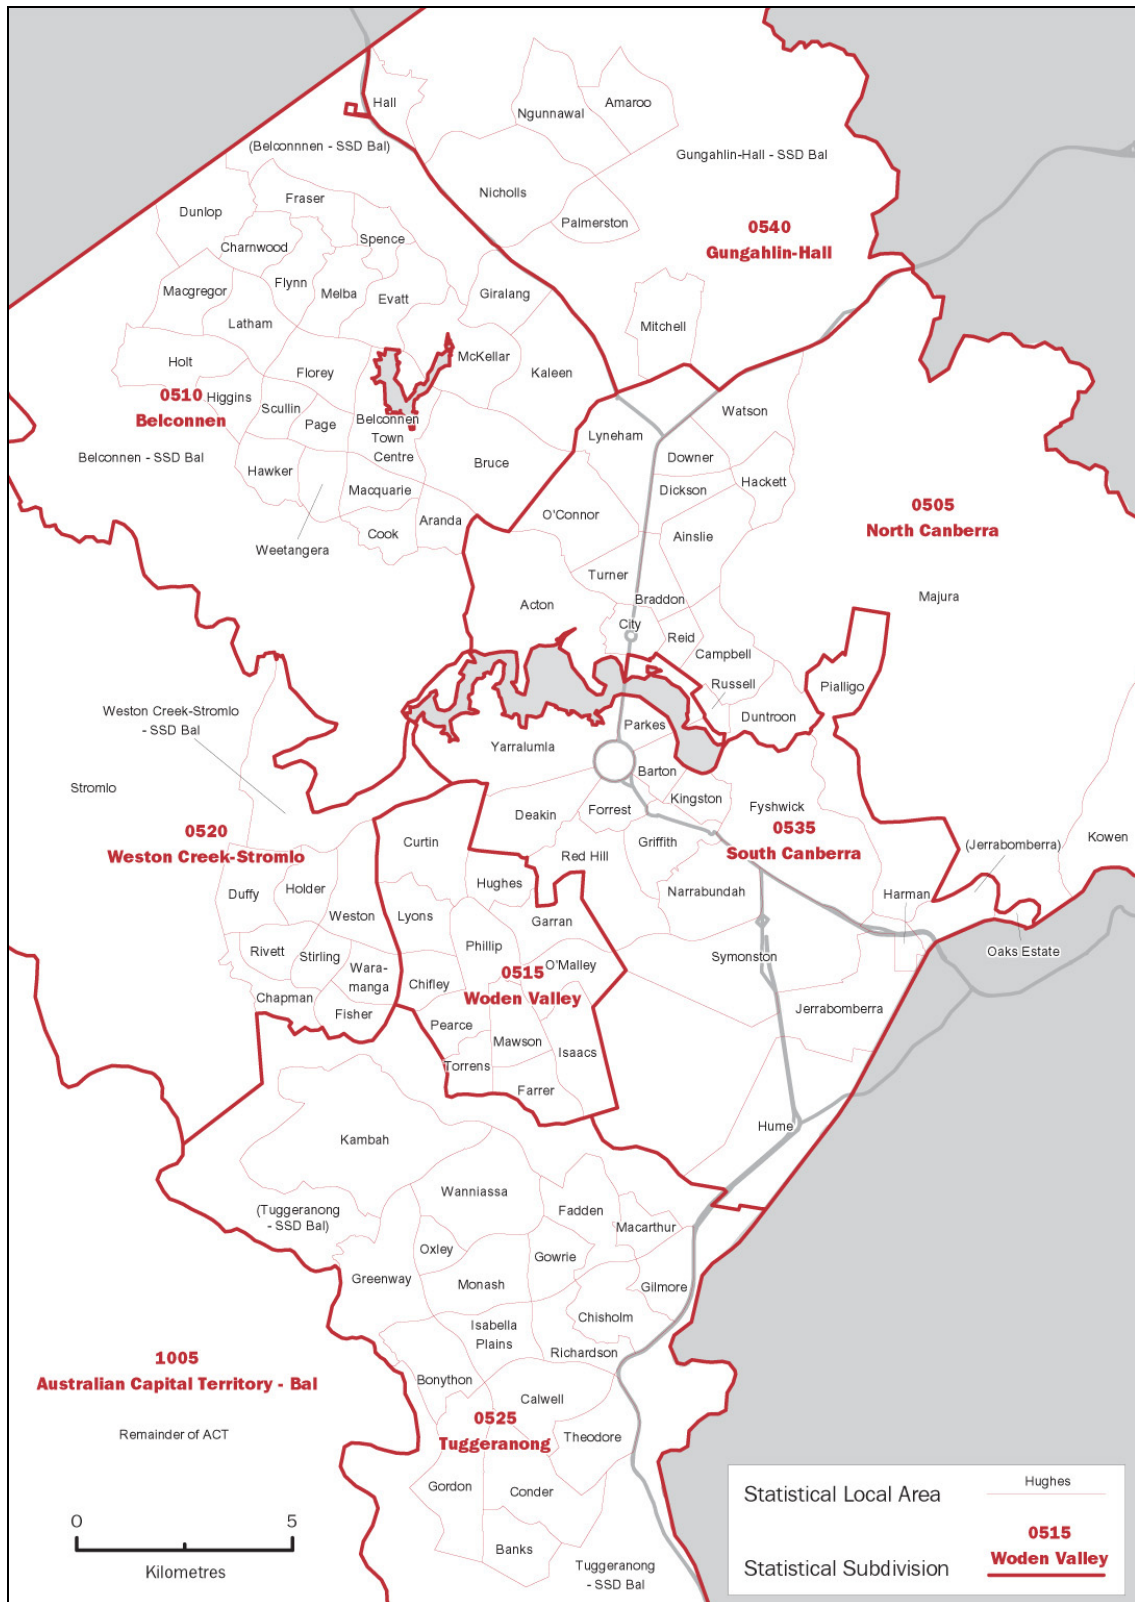 Hall
Ngunnawal
Amaroo
(Belconnnen - SSD Bal)
Gungahlin-Hall - SSD Bal
Nicholls
Palmerston
0540
Gungahlin-Hall
Dunlop
Fraser
Charnwood
Spence
Macgregor
Flynn
Melba
Evatt
Giralang
Latham
Mitchell
Holt
Florey
McKellar
Kaleen
0510
Belconnen
Higgins
Scullin
Page
Belconnen
Town
Centre
Watson
Lyneham
Belconnen - SSD Bal
Hawker
Bruce
Downer
Macquarie
Dickson
Hackett
0505
North Canberra
Cook
Aranda
O'Connor
Ainslie
Weetangera
Turner
Acton
Braddon
Majura
City
Reid
Campbell
Russell
Pialligo
Weston Creek-Stromlo
- SSD Bal
Duntroon
Parkes
Yarralumla
Barton
Stromlo
Kingston
Fyshwick
Deakin
Forrest
0520
Weston Creek-Stromlo
Curtin
Griffith
0535
South Canberra
(Jerrabomberra)
Kowen
Red Hill
Hughes
Narrabundah
Duffy
Holder
Harman
Weston
Lyons
Garran
Phillip
Rivett
Stirling
Wara-
manga
Symonston
Oaks Estate
O'Malley
0515
Woden Valley
Chifley
Chapman
Fisher
Jerrabomberra
Pearce
Mawson
Isaacs
Torrens
Farrer
Hume
Kambah
Wanniassa
Fadden
(Tuggeranong
- SSD Bal)
Macarthur
Oxley
Gowrie
Greenway
Monash
Gilmore
Chisholm
Isabella
Plains
Richardson
1005
Australian Capital Territory - Bal
Bonython
Calwell
Remainder of ACT
0525
Tuggeranong
Theodore
Gordon
Conder
Banks
Tuggeranong
- SSD Bal
0 5
Kilometres
Statistical Local Area
Hughes
Statistical Subdivision
0515
Woden Valley